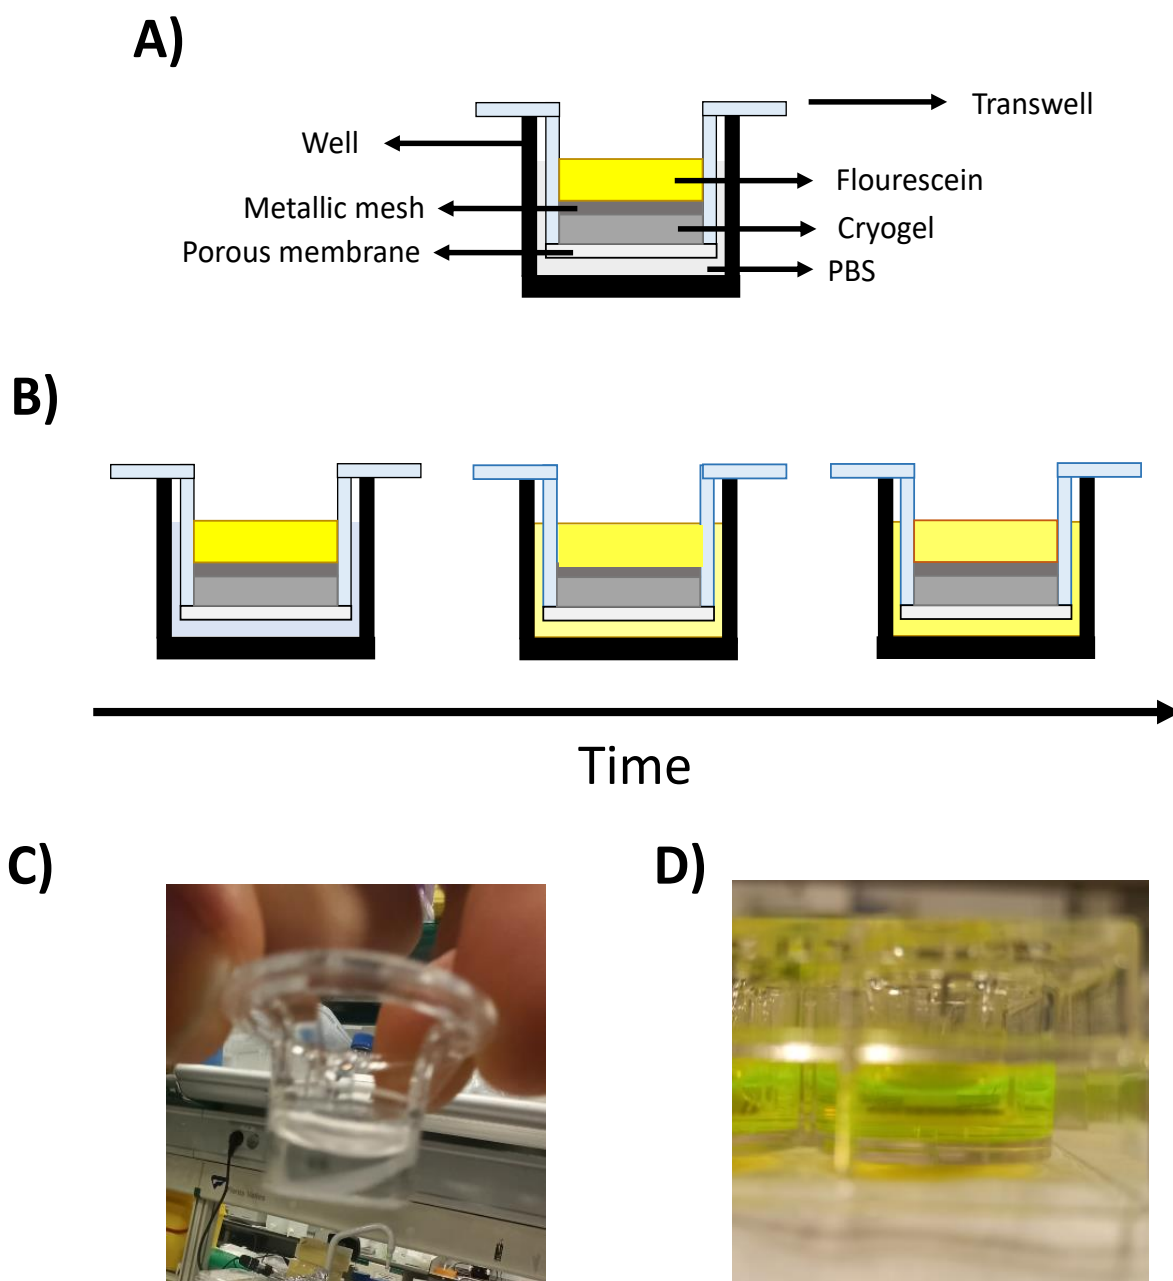 A)
Transwell
Well
Flourescein
Metallic mesh
Cryogel
Porous membrane
PBS
B)
Time
C)
D)